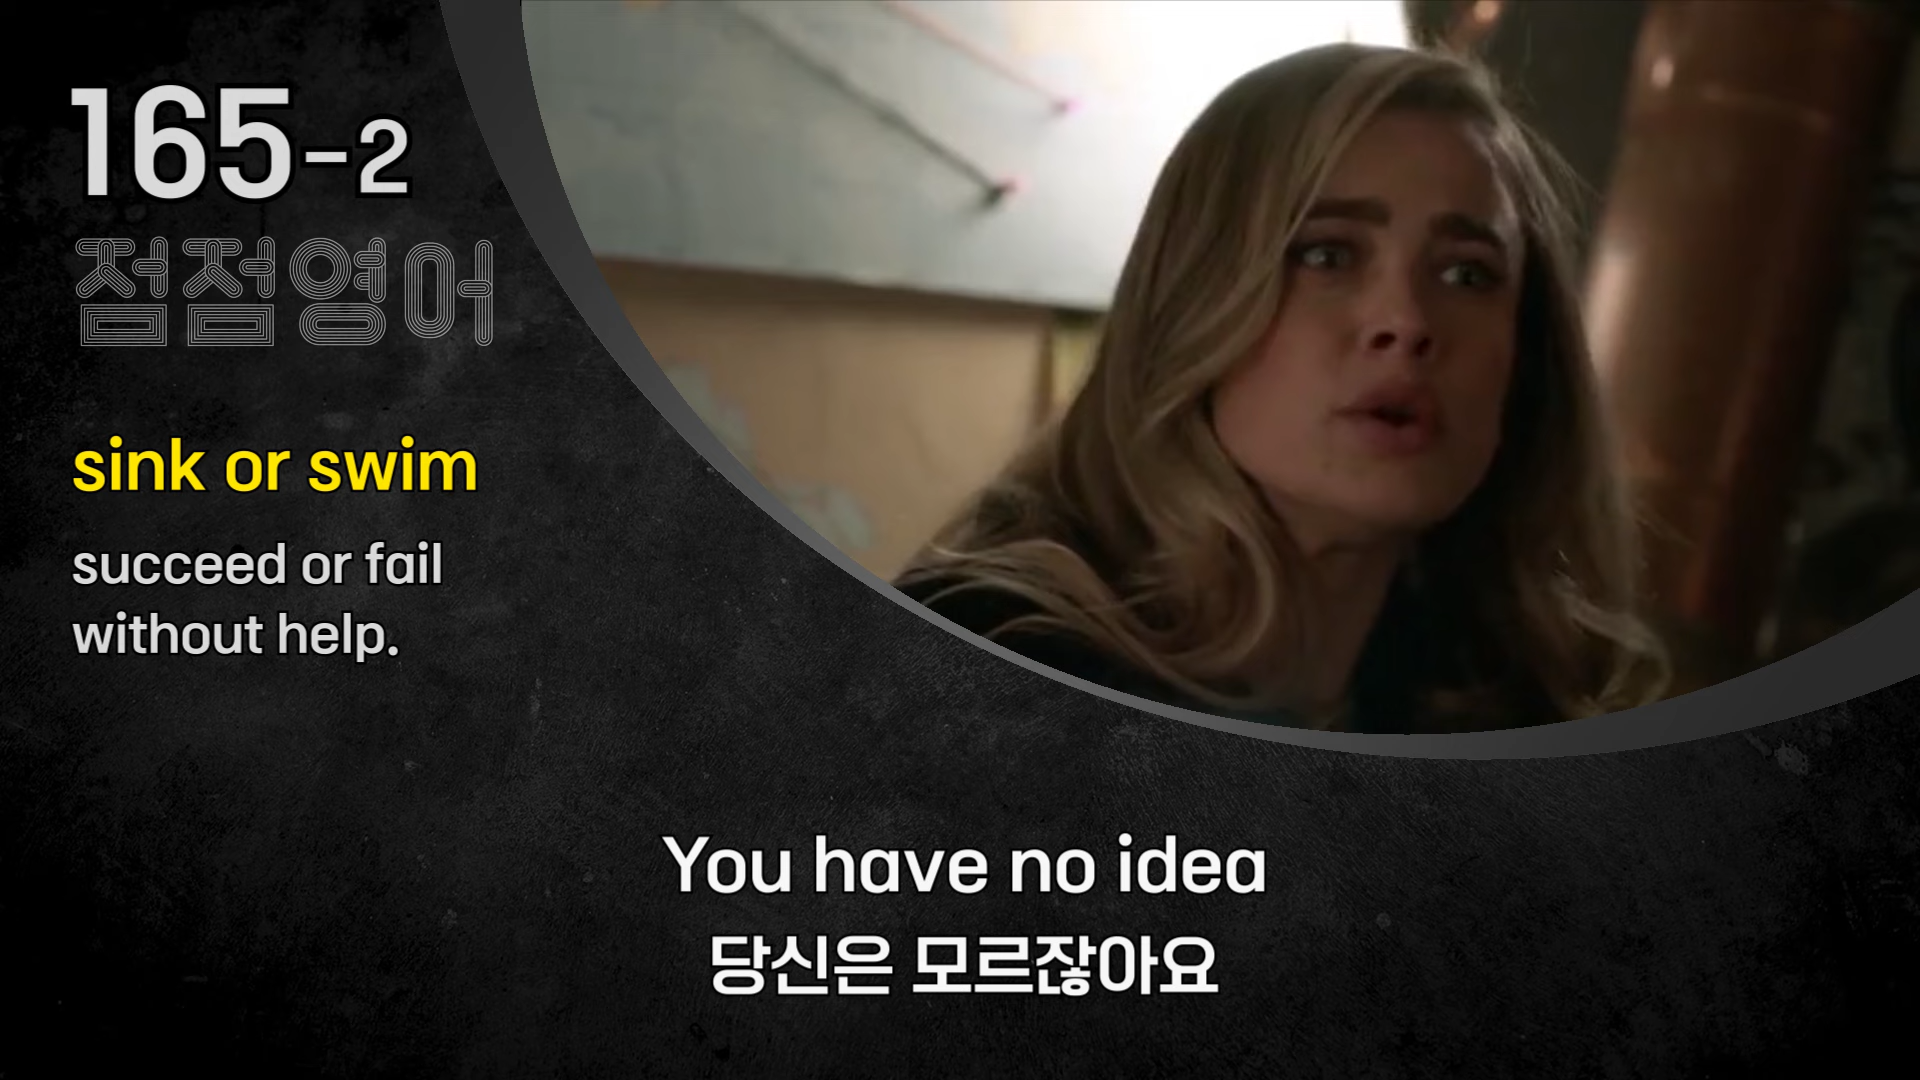 165-2
점점영어
sink or swim
succeed or fail
without help.
You have no idea
당신은 모르잖아요